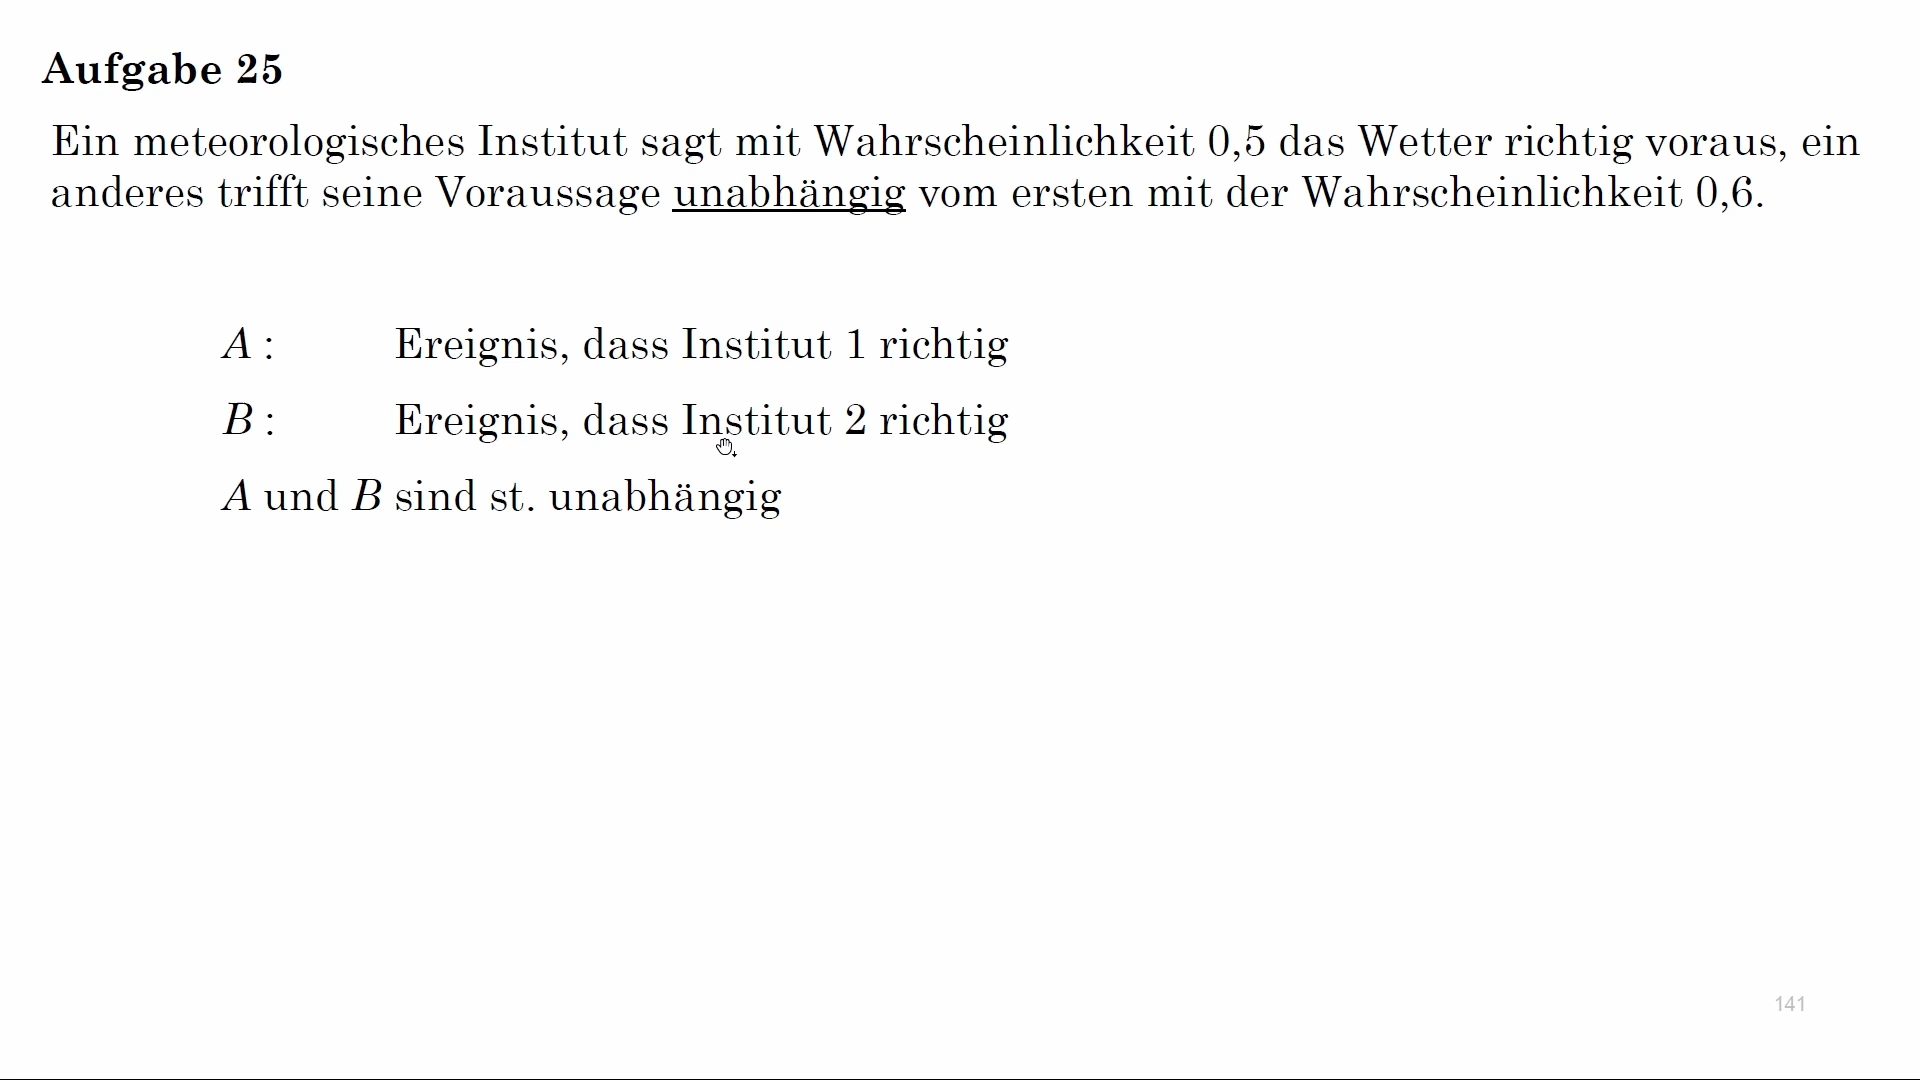 Aufgabe 25
Ein meteorologisches Institut sagt mit Wahrscheinlichkeit 0,5 das Wetter richtig voraus, ein
anderes trifft seine Voraussage unabhängig vom ersten mit der Wahrscheinlichkeit 0,6.
A : Ereignis, dass Institut 1 richtig
B : Ereignis, dass Institut 2 richtig
A und B sind st. unabhängig
141